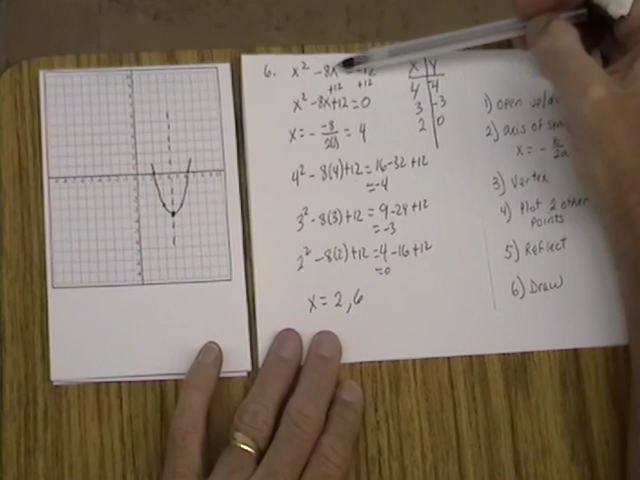 6. x² - 8x = -12
+12 +12
x² - 8x+12 = 0
x = - -8/2(1) = 4
4² - 8(4)+12 = 16-32+12
= -4
3² - 8(3)+12 = 9-24+12
= -3
2² - 8(2)+12 = 4-16+12
= 0
x = 2, 6
X | Y
4 | -4
3 | -3
2 | 0
1) open up/
2) axis of
x = - b/2a
3) Vertex
4) Plot 2 other
points
5) Reflect
6) Draw